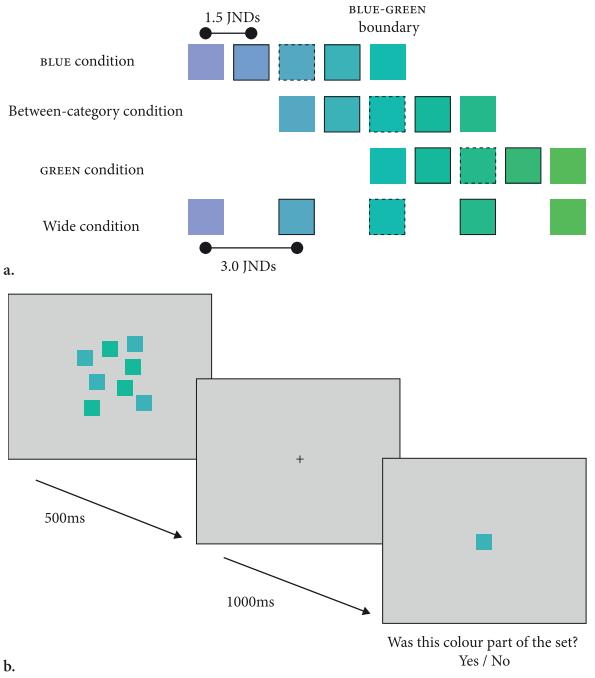 1.5 JNDs
BLUE-GREEN
boundary
BLUE condition
Between-category condition
GREEN condition
Wide condition
3.0 JNDs
a.
500ms
+
1000ms
Was this colour part of the set?
Yes / No
b.